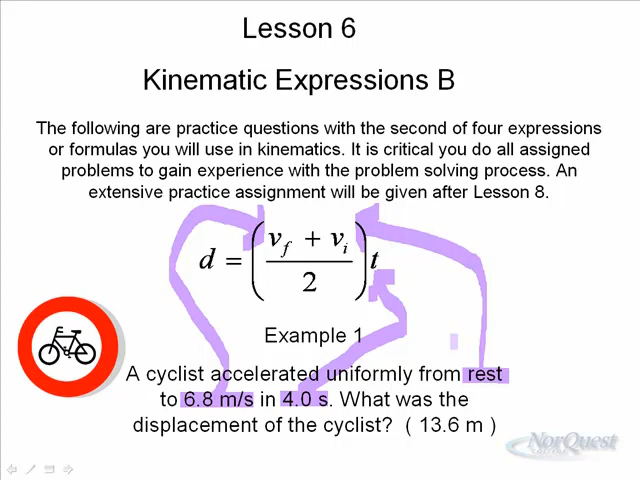 Lesson 6
Kinematic Expressions B
The following are practice questions with the second of four expressions
or formulas you will use in kinematics. It is critical you do all assigned
problems to gain experience with the problem solving process. An
extensive practice assignment will be given after Lesson 8.
d = ( (v_f + v_i) / 2 ) t
Example 1
A cyclist accelerated uniformly from rest
to 6.8 m/s in 4.0 s. What was the
displacement of the cyclist? ( 13.6 m )
NorQuest
COLLEGE